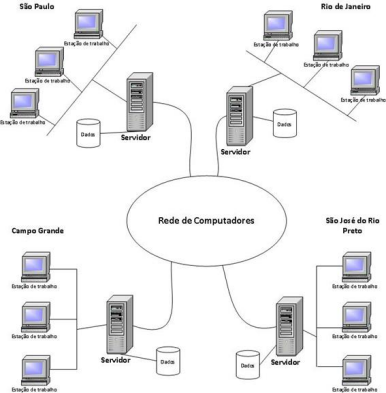 São Paulo
Rio de Janeiro
Estação de trabalho
Estação de trabalho
Estação de trabalho
Estação de trabalho
Estação de trabalho
Estação de trabalho
Dados
Servidor
Dados
Servidor
Rede de Computadores
Campo Grande
São José do Rio
Preto
Estação de trabalho
Estação de trabalho
Estação de trabalho
Servidor
Dados
Estação de trabalho
Estação de trabalho
Estação de trabalho
Servidor
Dados